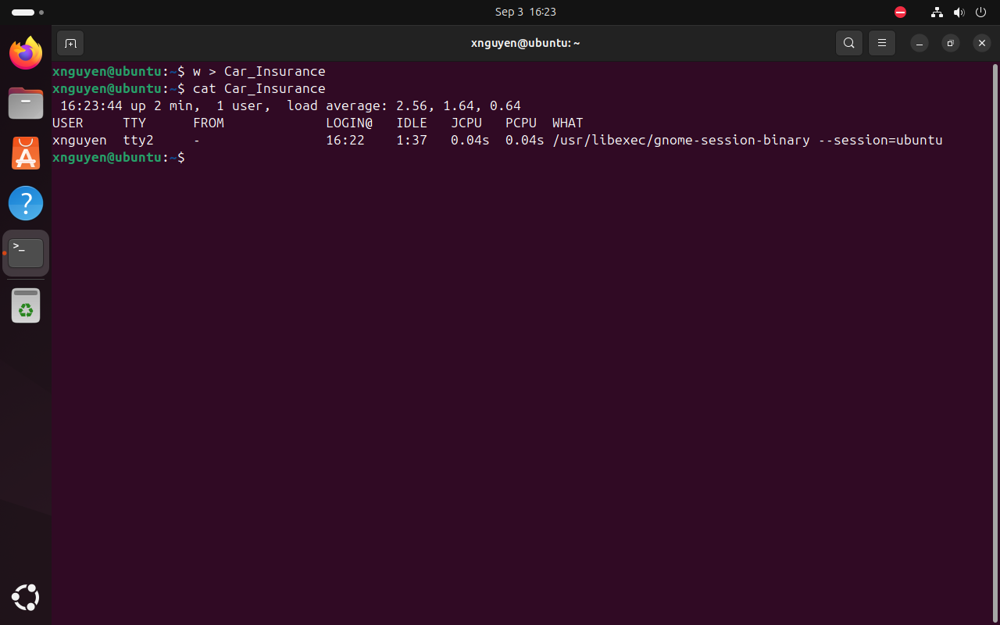 Sep 3 16:23
xnguyen@ubuntu: ~
xnguyen@ubuntu:~$ w > Car_Insurance
xnguyen@ubuntu:~$ cat Car_Insurance
16:23:44 up 2 min, 1 user, load average: 2.56, 1.64, 0.64
USER TTY FROM LOGIN@ IDLE JCPU PCPU WHAT
xnguyen tty2 - 16:22 1:37 0.04s 0.04s /usr/libexec/gnome-session-binary --session=ubuntu
xnguyen@ubuntu:~$